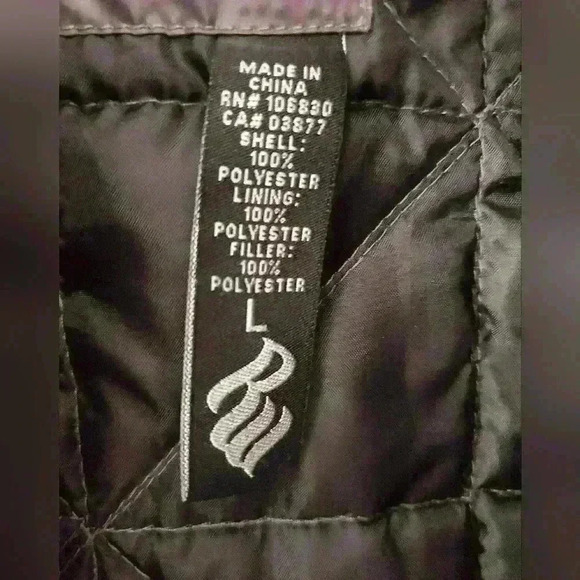 MADE IN
CHINA
RN# 106830
CA# 03877
SHELL:
100%
POLYESTER
LINING:
100%
POLYESTER
FILLER:
100%
POLYESTER
L